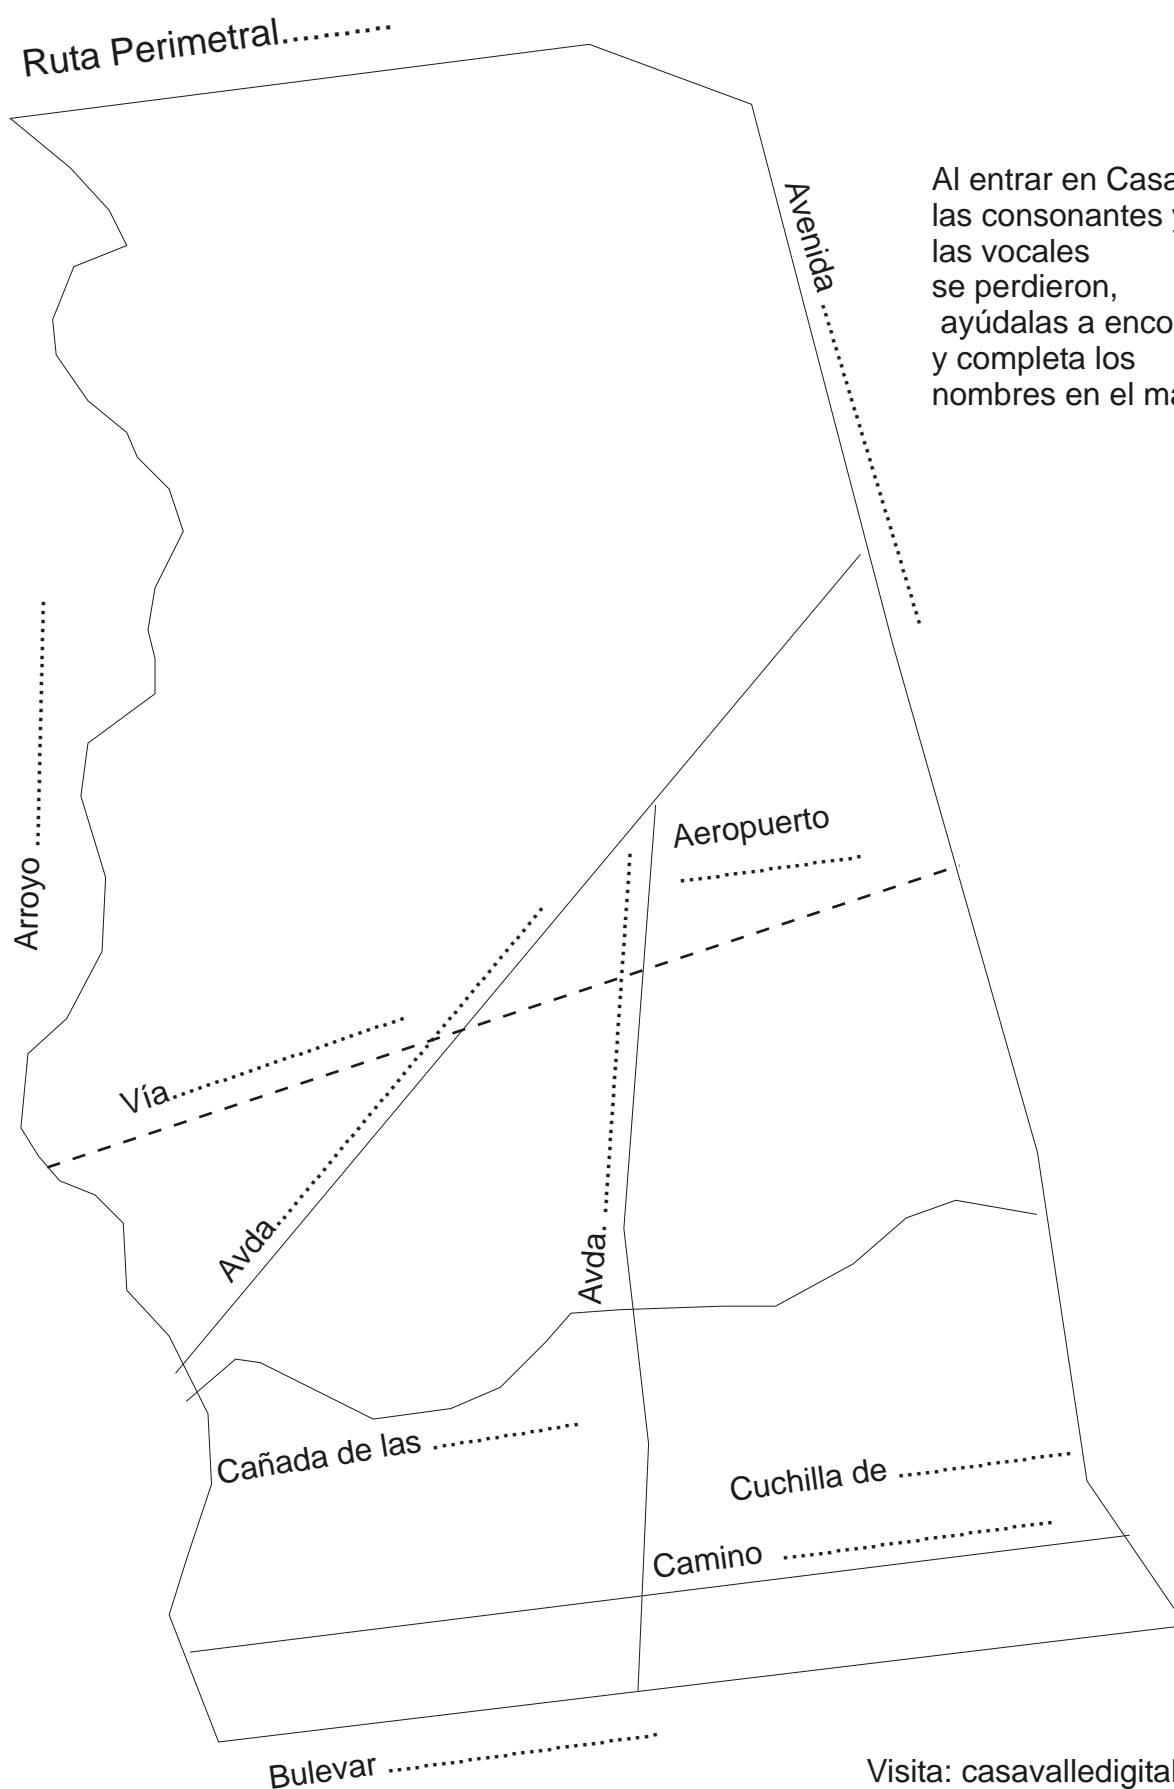 Ruta Perimetral...........
Al entrar en Casa
las consonantes y
las vocales
se perdieron,
ayúdalas a enco
y completa los
nombres en el ma
Avenida ................................
Arroyo ........................
Aeropuerto
....................
Vía........................
Avda...............................
Avda....................................
Cañada de las ................
Cuchilla de ...................
Camino .............................
Bulevar .............................
Visita: casavalledigital